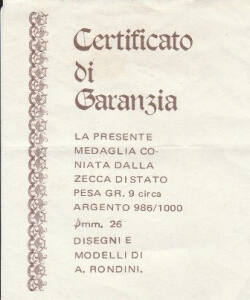 Certificato
di
Garanzia
LA PRESENTE
MEDAGLIA CO-
NIATA DALLA
ZECCA DI STATO
PESA GR. 9 circa
ARGENTO 986/1000
ϕmm. 26
DISEGNI E
MODELLI DI
A. RONDINI.